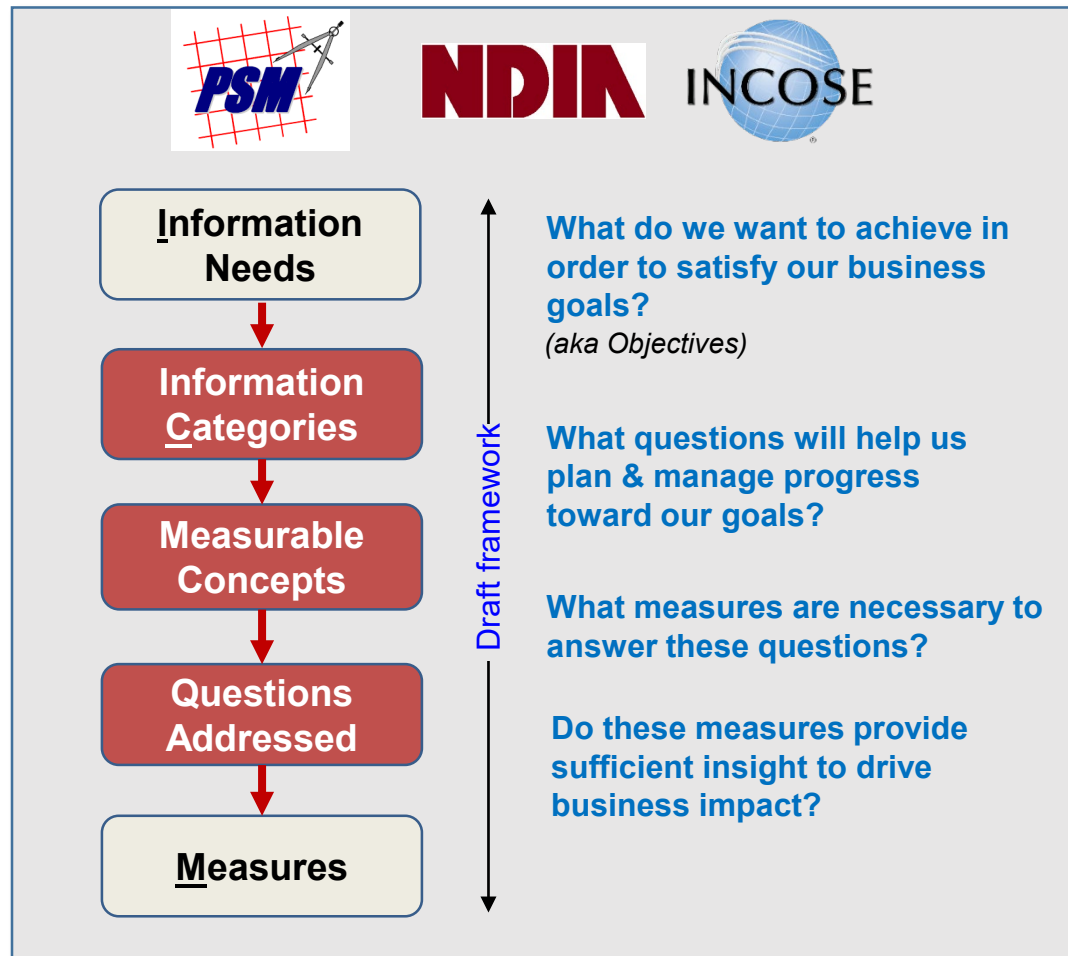 PSM
NDIA
INCOSE
®
Information
Needs
Information
Categories
Measurable
Concepts
Questions
Addressed
Measures
Draft framework
What do we want to achieve in
order to satisfy our business
goals?
(aka Objectives)
What questions will help us
plan & manage progress
toward our goals?
What measures are necessary to
answer these questions?
Do these measures provide
sufficient insight to drive
business impact?